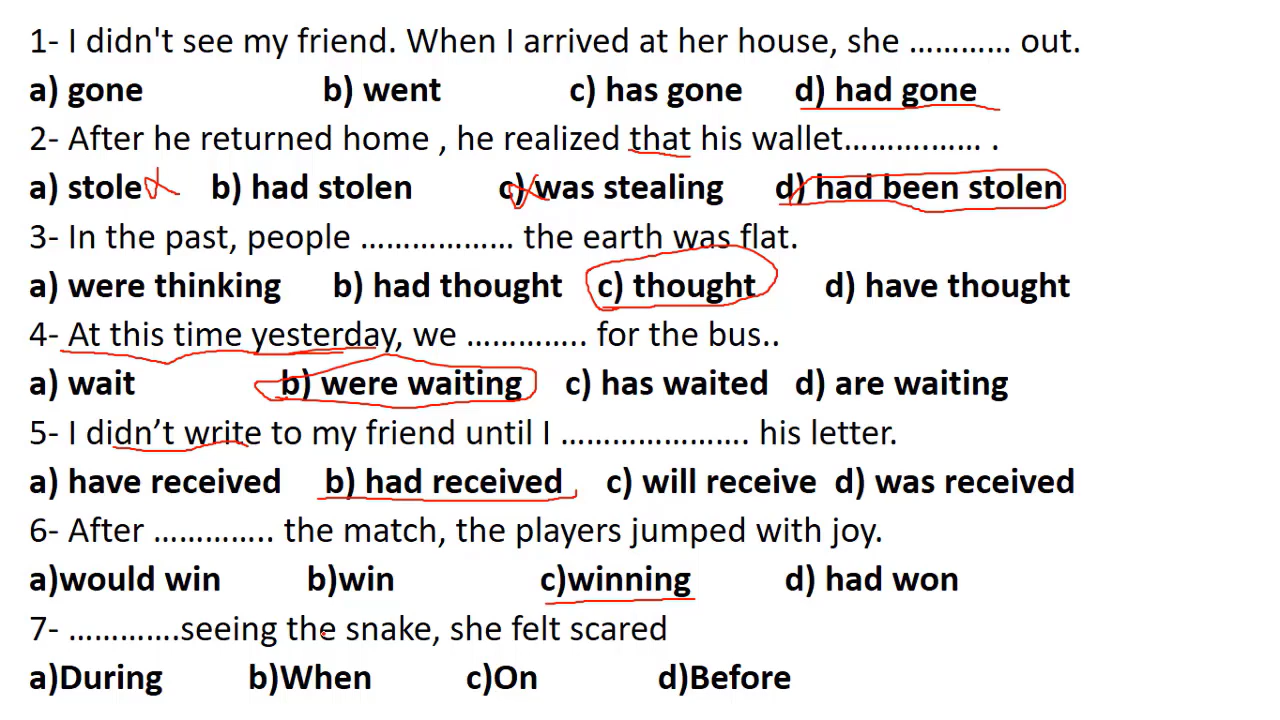 1- I didn't see my friend. When I arrived at her house, she ………… out.
a) gone b) went c) has gone d) had gone
2- After he returned home , he realized that his wallet…………… .
a) stole b) had stolen c) was stealing d) had been stolen
3- In the past, people ……………… the earth was flat.
a) were thinking b) had thought c) thought d) have thought
4- At this time yesterday, we ………….. for the bus..
a) wait b) were waiting c) has waited d) are waiting
5- I didn’t write to my friend until I …………………. his letter.
a) have received b) had received c) will receive d) was received
6- After ………….. the match, the players jumped with joy.
a)would win b)win c)winning d) had won
7- ………….seeing the snake, she felt scared
a)During b)When c)On d)Before